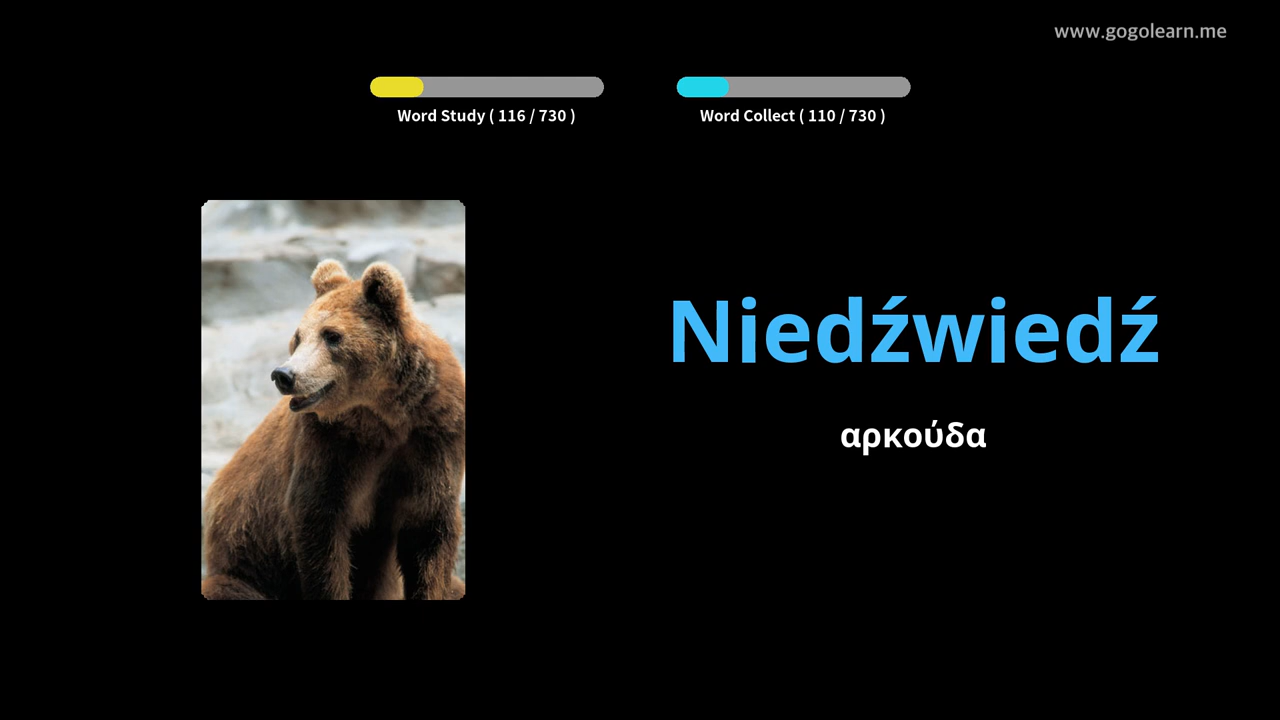 www.gogolearn.me
Word Study ( 116 / 730 )
Word Collect ( 110 / 730 )
Niedźwiedź
αρκούδα